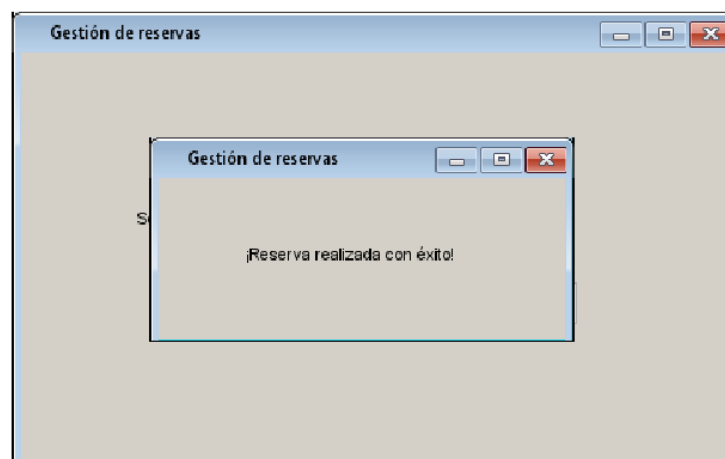 Gestión de reservas
Gestión de reservas
¡Reserva realizada con éxito!